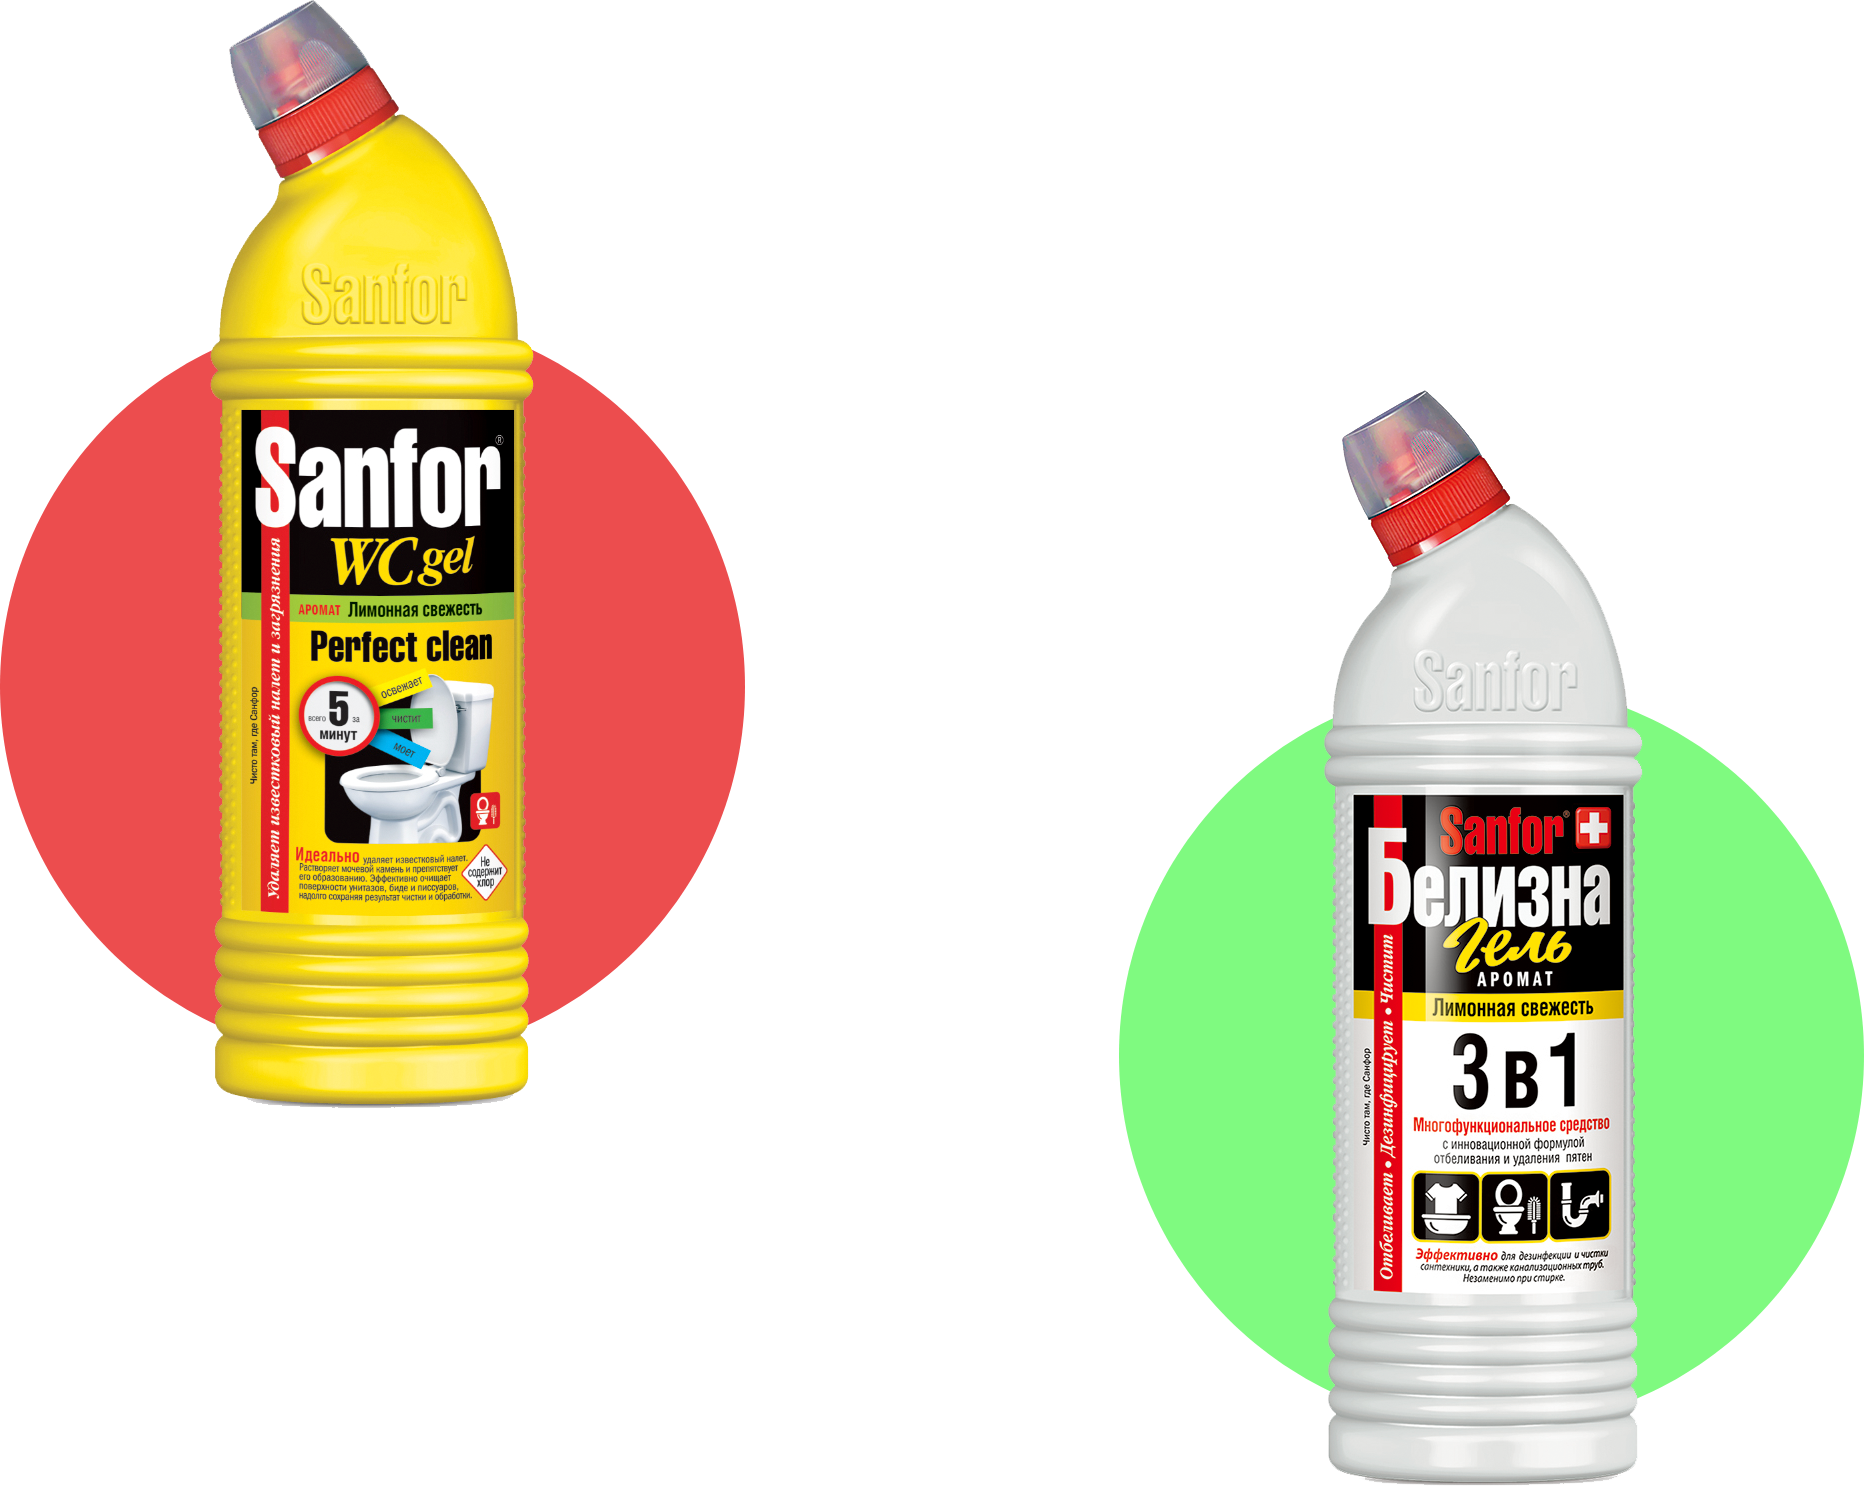 Sanfor
Sanfor®
WC gel
АРОМАТ Лимонная свежесть
Perfect clean
всего 5 за
минут
освежает
чистит
моет
Идеально удаляет известковый налет.
Растворяет мочевой камень и препятствует
его образованию. Эффективно очищает
поверхности унитазов, биде и писсуаров,
надолго сохраняя результат чистки и обработки.
Не
содержит
хлор
Удаляет известковый налет и загрязнения
Чисто там, где Санфор
Sanfor
Sanfor®
Белизна
Гель
АРОМАТ
Лимонная свежесть
3 в 1
Многофункциональное средство
с инновационной формулой
отбеливания и удаления пятен
Эффективно для дезинфекции и чистки
сантехники, а также канализационных труб.
Незаменимо при стирке.
Отбеливает • Дезинфицирует • Чистит
Чисто там, где Санфор